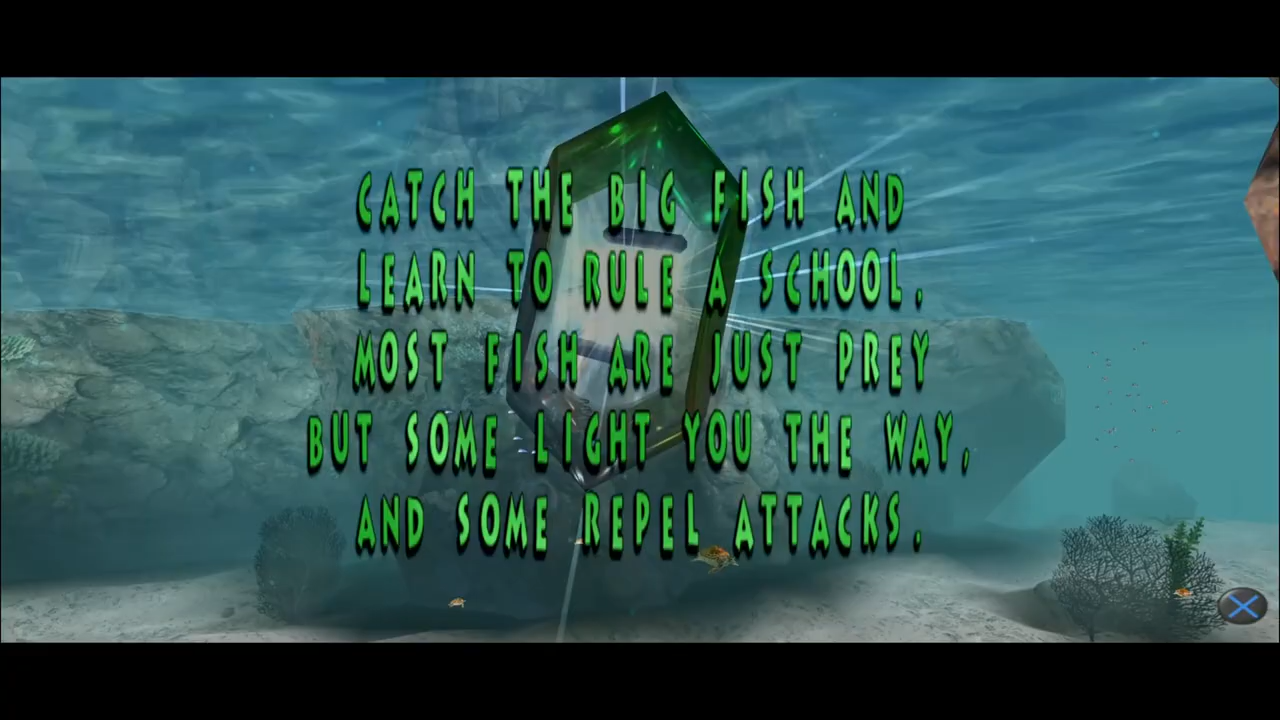 CATCH THE BIG FISH AND
LEARN TO RULE A SCHOOL.
MOST FISH ARE JUST PREY
BUT SOME LIGHT YOU THE WAY,
AND SOME REPEL ATTACKS.